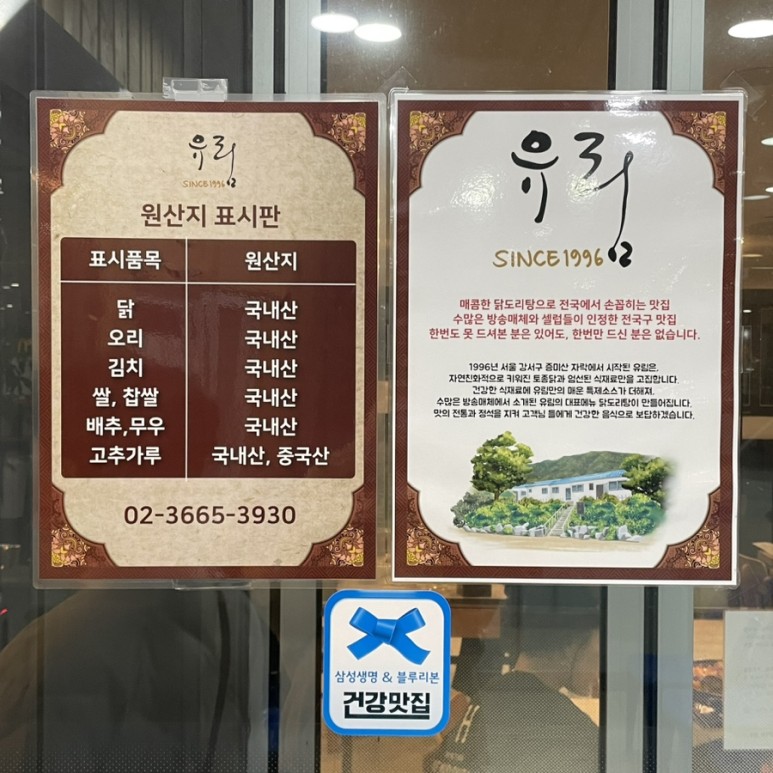 유림
SINCE 1996
원산지 표시판
표시품목 원산지
닭 국내산
오리 국내산
김치 국내산
쌀, 찹쌀 국내산
배추,무우 국내산
고추가루 국내산, 중국산
02-3665-3930
유림
SINCE 1996
매콤한 닭도리탕으로 전국에서 손꼽히는 맛집
수많은 방송매체와 셀럽들이 인정한 전국구 맛집
한번도 못 드셔본 분은 있어도, 한번만 드신 분은 없습니다.
1996년 서울 강서구 증미산 자락에서 시작된 유림은.
자연진화적으로 키워진 토종닭과 엄선된 식재료만을 고집합니다.
건강한 식재료에 유림만의 매운 특제소스가 더해져.
수많은 방송매체에서 소개된 유림의 대표메뉴 닭도리탕이 만들어진다.
맛의 전통과 정석을 지켜 고객님 들에게 건강한 음식으로 보답하겠습니다.
삼성생명 & 블루리본
건강맛집